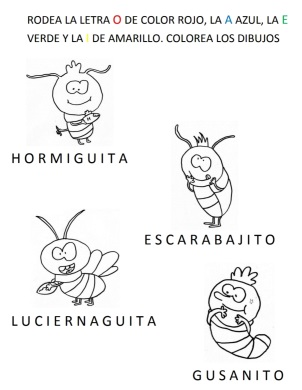 RODEA LA LETRA O DE COLOR ROJO, LA A AZUL, LA E
VERDE Y LA I DE AMARILLO. COLOREA LOS DIBUJOS
HORMIGUITA
ESCARABAJITO
LUCIERNAGUITA
GUSANITO